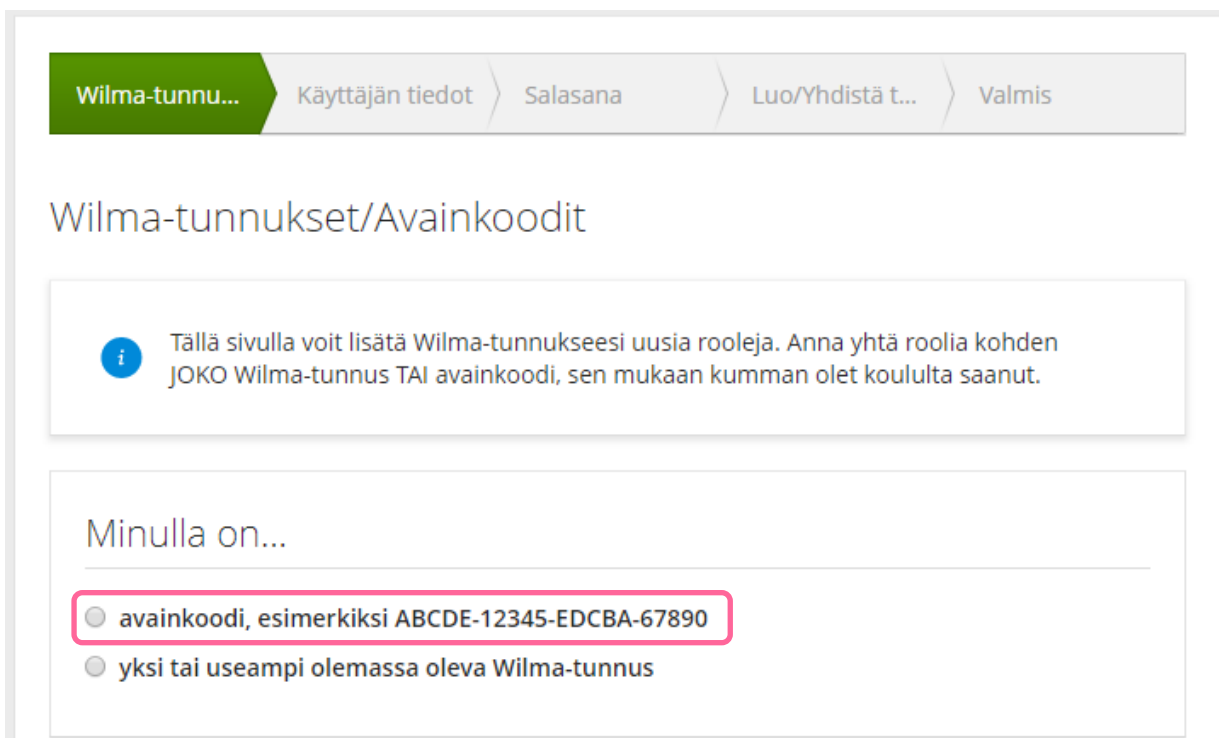 Wilma-tunnu... Käyttäjän tiedot Salasana Luo/Yhdistä t... Valmis
Wilma-tunnukset/Avainkoodit
i
Tällä sivulla voit lisätä Wilma-tunnukseesi uusia rooleja. Anna yhtä roolia kohden
JOKO Wilma-tunnus TAI avainkoodi, sen mukaan kumman olet koululta saanut.
Minulla on...
avainkoodi, esimerkiksi ABCDE-12345-EDCBA-67890
yksi tai useampi olemassa oleva Wilma-tunnus